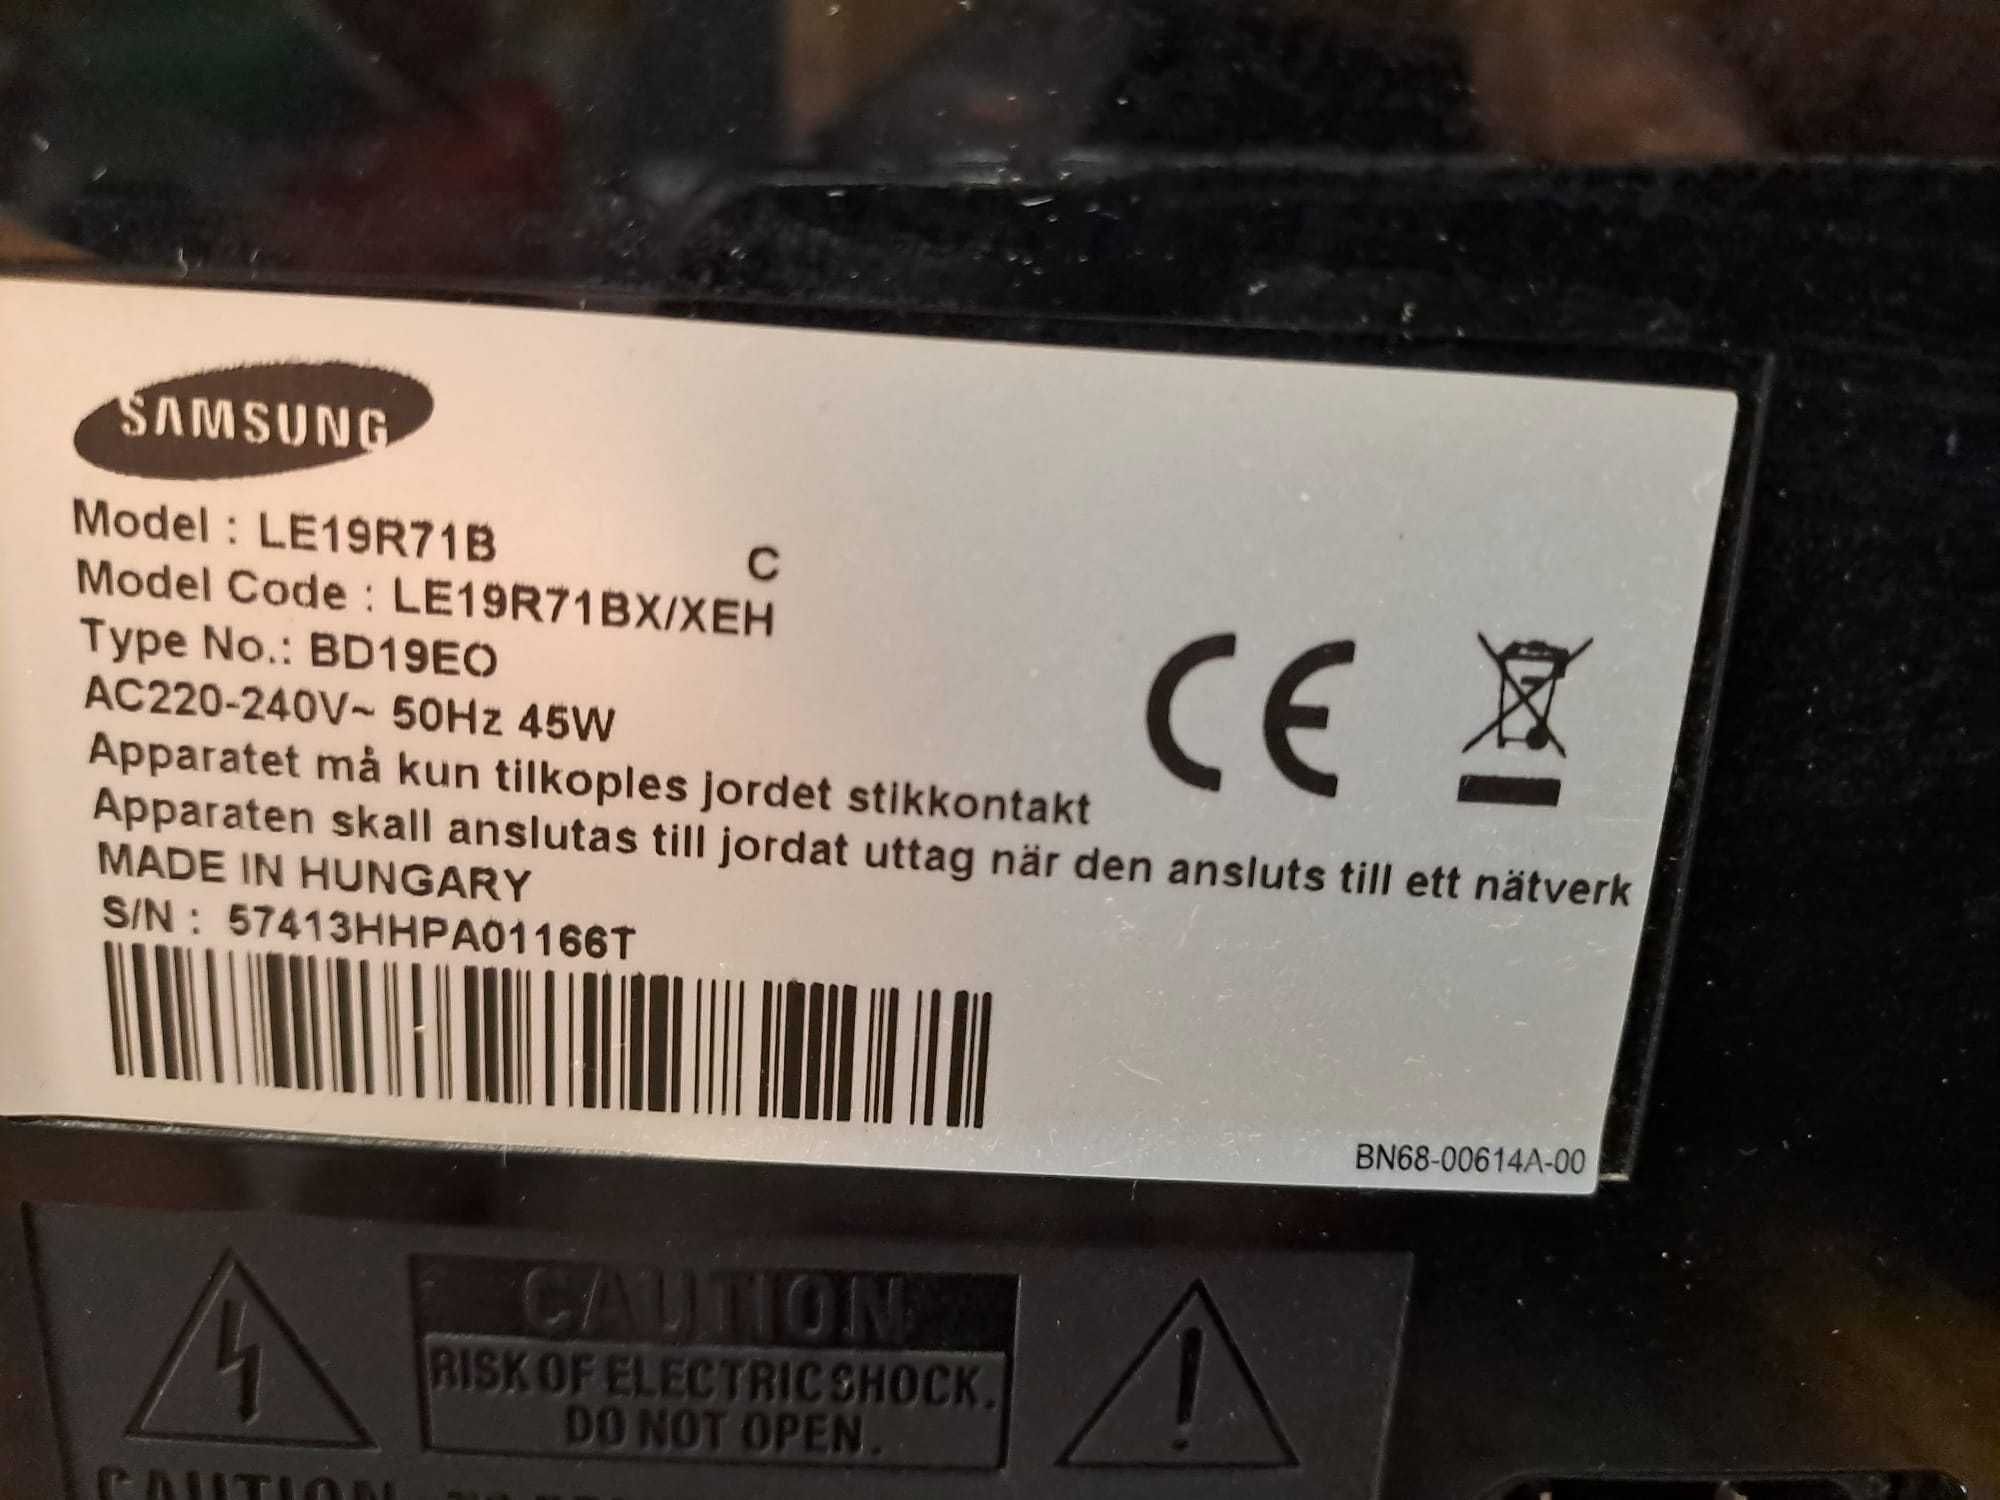 SAMSUNG
Model : LE19R71B
C
Model Code : LE19R71BX/XEH
Type No.: BD19EO
AC220-240V~ 50Hz 45W
Apparatet må kun tilkoples jordet stikkontakt
Apparaten skall anslutas till jordat uttag när den ansluts till ett nätverk
MADE IN HUNGARY
S/N : 57413HHPA01166T
CE
BN68-00614A-00
CAUTION
RISK OF ELECTRIC SHOCK.
DO NOT OPEN.
CAUTION